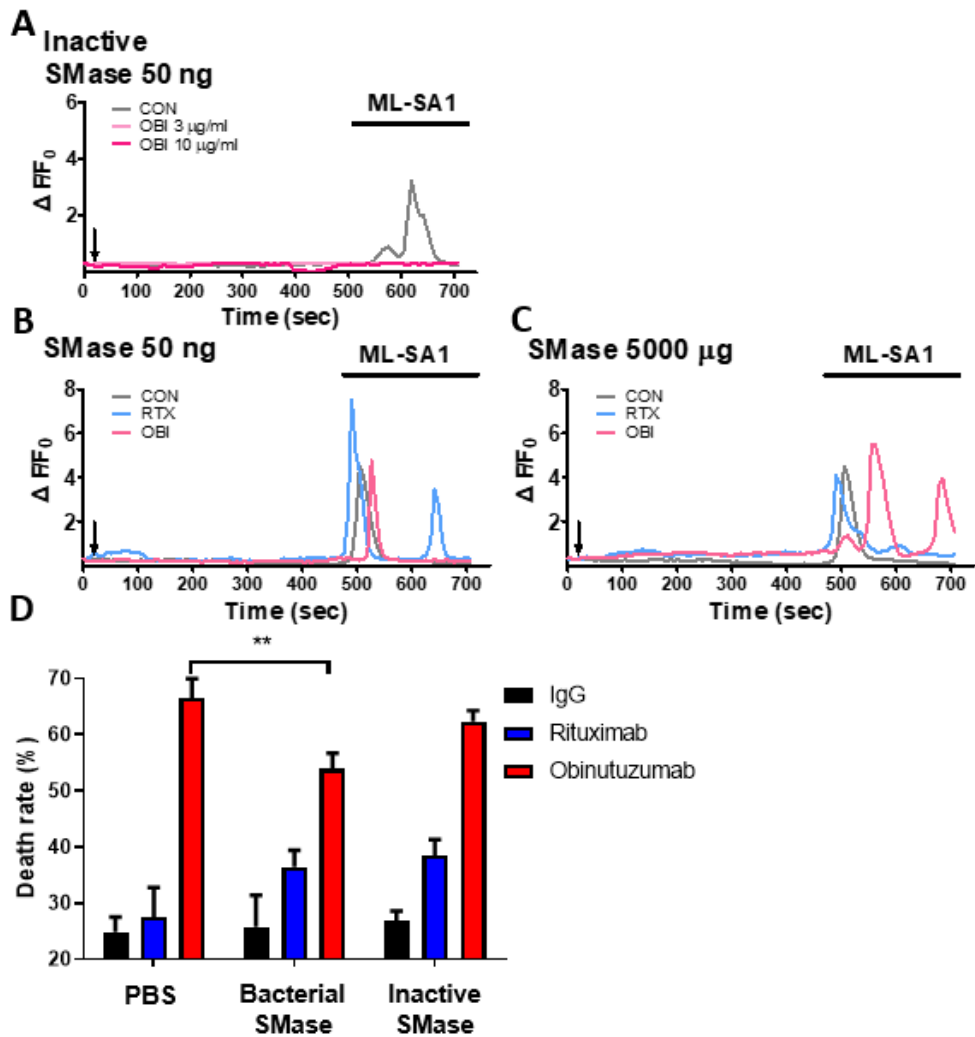 A
Inactive
SMase 50 ng
ML-SA1
CON
OBI 3 μg/ml
OBI 10 μg/ml
6
4
2
Δ F/F0
0 100 200 300 400 500 600 700
Time (sec)
B
SMase 50 ng
ML-SA1
CON
RTX
OBI
8
6
4
2
Δ F/F0
0 100 200 300 400 500 600 700
Time (sec)
C
SMase 5000 μg
ML-SA1
CON
RTX
OBI
8
6
4
2
Δ F/F0
0 100 200 300 400 500 600 700
Time (sec)
D
**
70
60
50
40
30
20
Death rate (%)
IgG
Rituximab
Obinutuzumab
PBS
Bacterial
SMase
Inactive
SMase